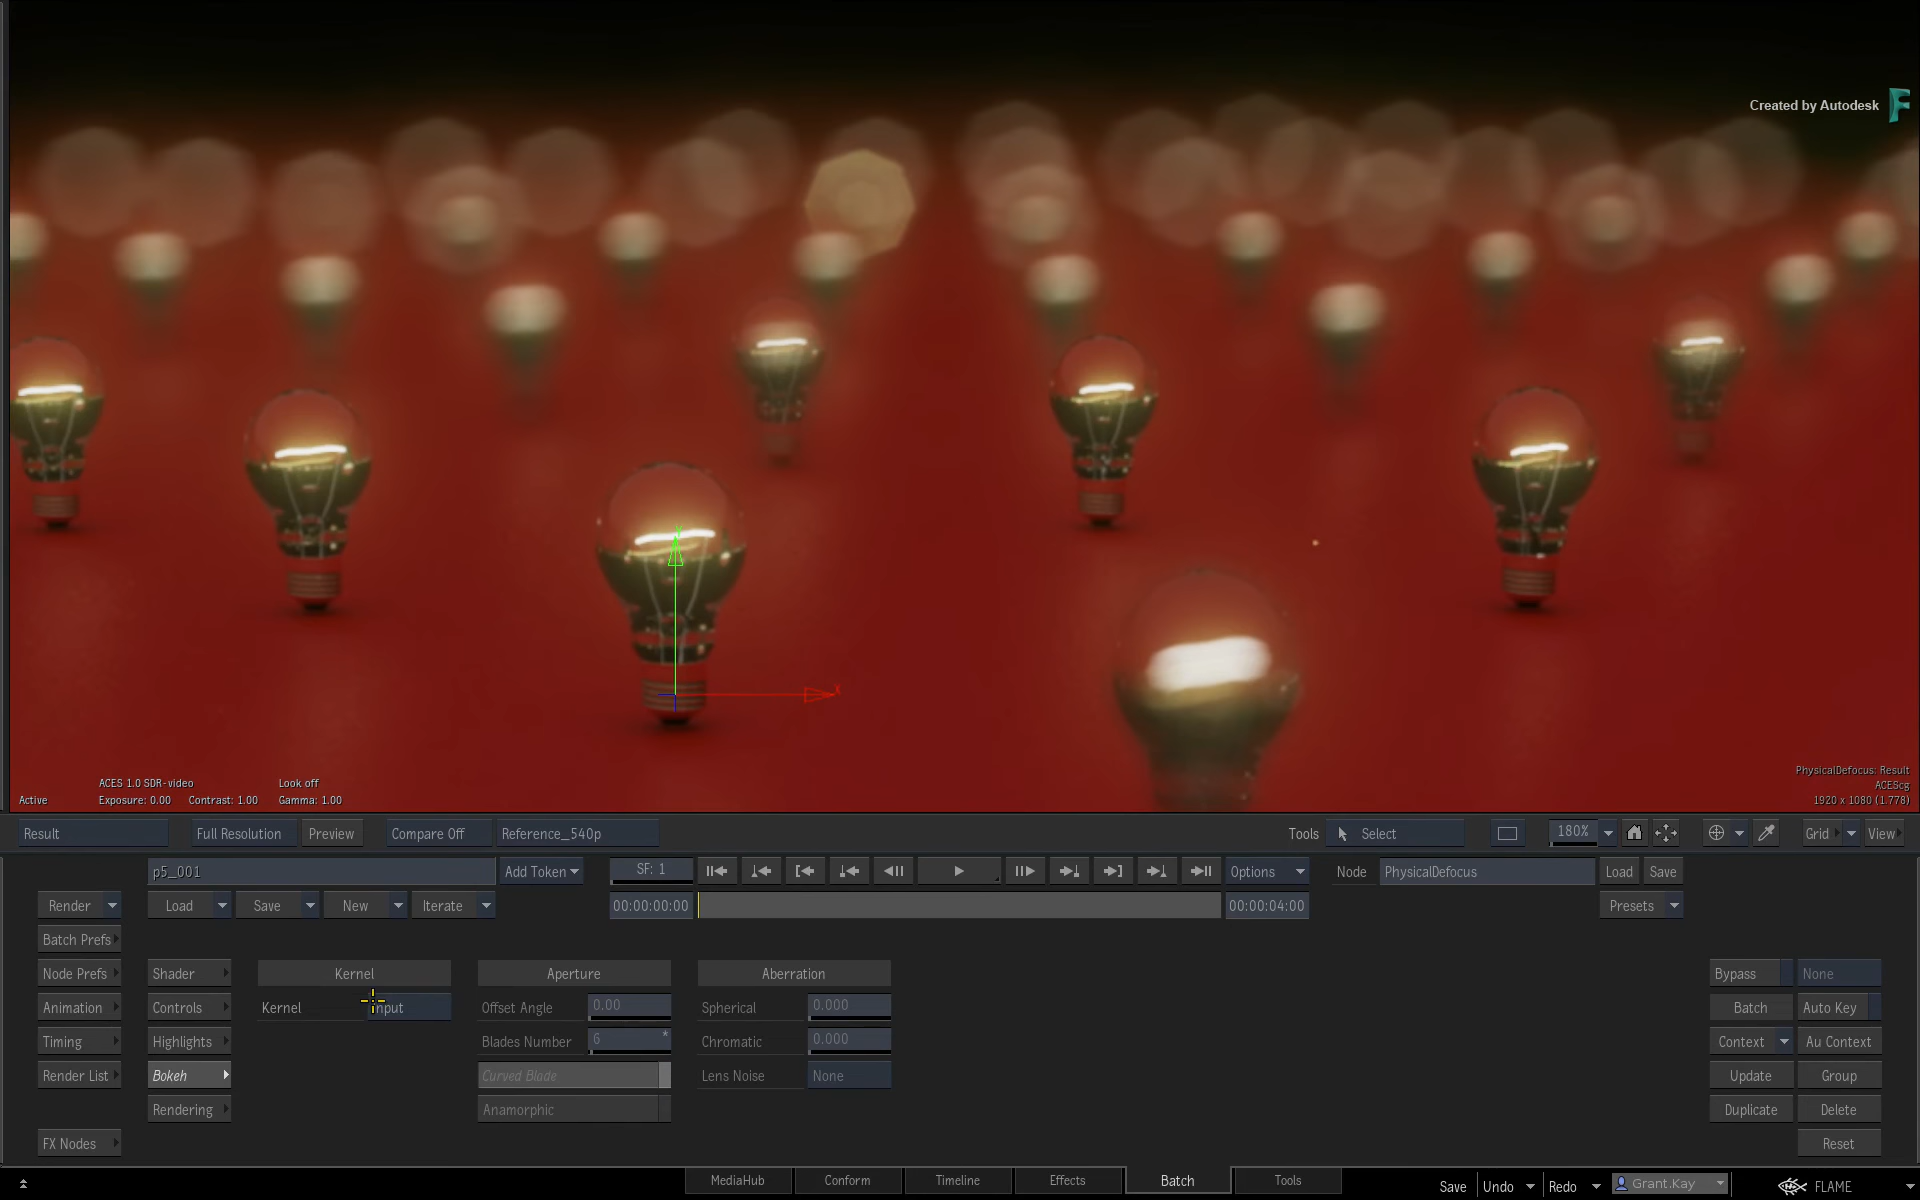 Created by Autodesk
Y
X
ACES 1.0 SDR-video Look off
Active Exposure: 0.00 Contrast: 1.00 Gamma: 1.00
PhysicalDefocus: Result
ACEScg
1920 x 1080 (1.778)
Result Full Resolution Preview Compare Off Reference_540p Tools Select 180% Grid View
p5_001 Add Token SF: 1 Options Node PhysicalDefocus Load Save
Render Load Save New Iterate 00:00:00:00 00:00:04:00 Presets
Batch Prefs
Node Prefs Shader Kernel Aperture Aberration Bypass None
Animation Controls Kernel Input Offset Angle 0.00 Spherical 0.000 Batch Auto Key
Timing Highlights Blades Number 6 * Chromatic 0.000 Context Au Context
Render List Bokeh Curved Blade Lens Noise None Update Group
Rendering Anamorphic Duplicate Delete
FX Nodes Reset
MediaHub Conform Timeline Effects Batch Tools Save Undo Redo Grant.Kay FLAME